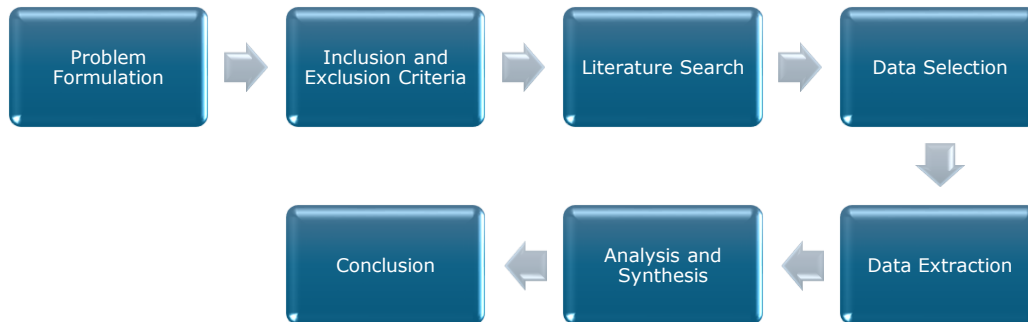 Problem
Formulation
Inclusion and
Exclusion Criteria
Literature Search
Data Selection
Data Extraction
Analysis and
Synthesis
Conclusion